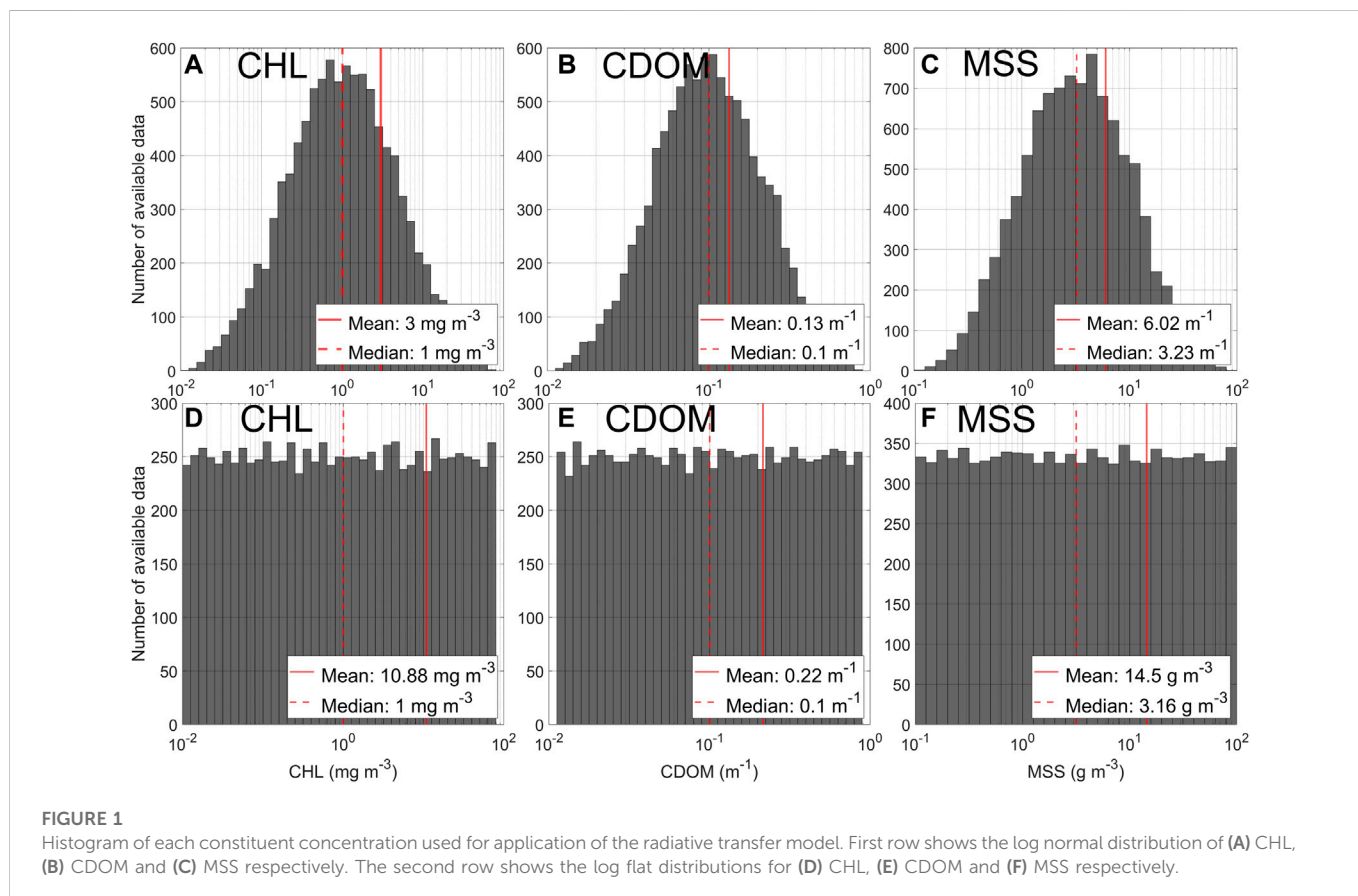 A CHL
B CDOM
C MSS
600
500
400
300
200
100
0
Number of available data
Mean: 3 mg m⁻³
Median: 1 mg m⁻³
10⁻² 10⁻¹ 10⁰ 10¹ 10²
600
500
400
300
200
100
0
Mean: 0.13 m⁻¹
Median: 0.1 m⁻¹
10⁻² 10⁻¹ 10⁰
800
700
600
500
400
300
200
100
0
Mean: 6.02 m⁻¹
Median: 3.23 m⁻¹
10⁻¹ 10⁰ 10¹ 10²
D CHL
E CDOM
F MSS
300
250
200
150
100
50
0
Number of available data
Mean: 10.88 mg m⁻³
Median: 1 mg m⁻³
10⁻² 10⁰ 10²
CHL (mg m⁻³)
300
250
200
150
100
50
0
Mean: 0.22 m⁻¹
Median: 0.1 m⁻¹
10⁻² 10⁻¹ 10⁰
CDOM (m⁻¹)
400
350
300
250
200
150
100
50
0
Mean: 14.5 g m⁻³
Median: 3.16 g m⁻³
10⁻¹ 10⁰ 10¹ 10²
MSS (g m⁻³)
FIGURE 1
Histogram of each constituent concentration used for application of the radiative transfer model. First row shows the log normal distribution of (A) CHL,
(B) CDOM and (C) MSS respectively. The second row shows the log flat distributions for (D) CHL, (E) CDOM and (F) MSS respectively.